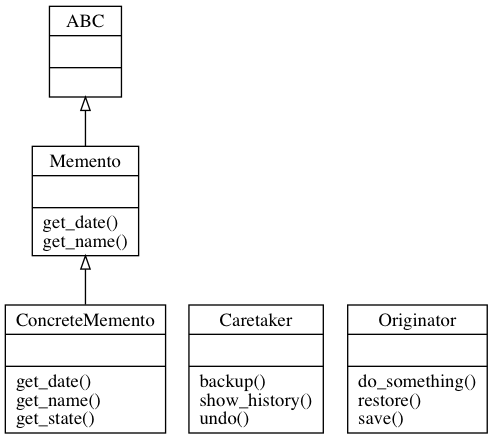 ABC
Memento
get_date()
get_name()
ConcreteMemento
get_date()
get_name()
get_state()
Caretaker
backup()
show_history()
undo()
Originator
do_something()
restore()
save()